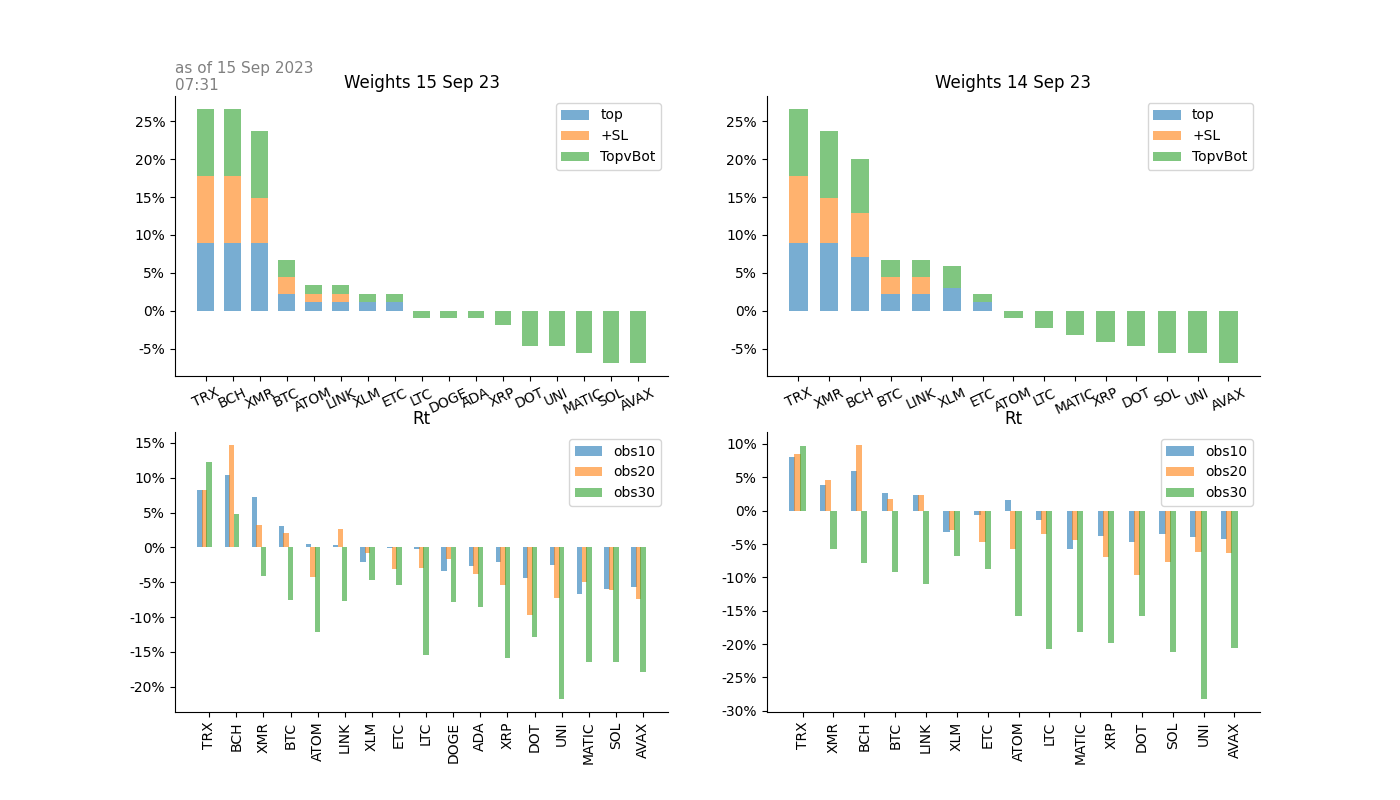 as of 15 Sep 2023
07:31
Weights 15 Sep 23
25%
20%
15%
10%
5%
0%
-5%
top
+SL
TopvBot
TRX BCH XMR BTC ATOM LINK XLM ETC LTC DOGE ADA XRP DOT UNI MATIC SOL AVAX
Weights 14 Sep 23
25%
20%
15%
10%
5%
0%
-5%
top
+SL
TopvBot
TRX XMR BCH BTC LINK XLM ETC ATOM LTC MATIC XRP DOT SOL UNI AVAX
Rt
15%
10%
5%
0%
-5%
-10%
-15%
-20%
obs10
obs20
obs30
TRX BCH XMR BTC ATOM LINK XLM ETC LTC DOGE ADA XRP DOT UNI MATIC SOL AVAX
Rt
10%
5%
0%
-5%
-10%
-15%
-20%
-25%
-30%
obs10
obs20
obs30
TRX XMR BCH BTC LINK XLM ETC ATOM LTC MATIC XRP DOT SOL UNI AVAX